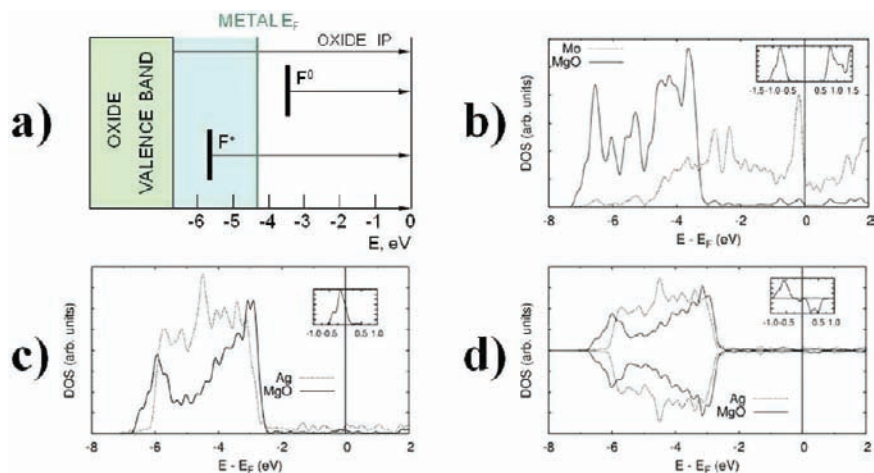 a)
METAL EF
OXIDE IP
OXIDE
VALENCE BAND
F0
F+
-6 -5 -4 -3 -2 -1 0
E, eV
b)
Mo
MgO
DOS (arb. units)
-1.5 -1.0 -0.5 0.5 1.0 1.5
-8 -6 -4 -2 0 2
E - EF (eV)
c)
DOS (arb. units)
-1.0 -0.5 0.5 1.0
Ag
MgO
-8 -6 -4 -2 0 2
E - EF (eV)
d)
DOS (arb. units)
-1.0 -0.5 0.5 1.0
Ag
MgO
-8 -6 -4 -2 0 2
E - EF (eV)